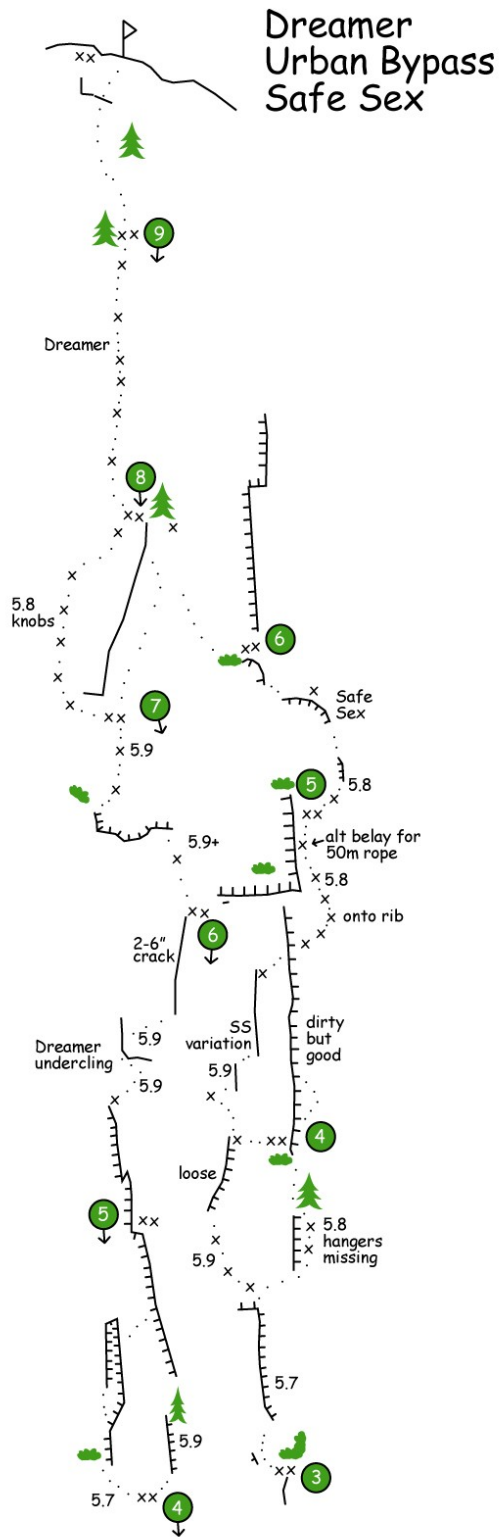 Dreamer
Urban Bypass
Safe Sex
9
Dreamer
8
5.8
knobs
6
7
Safe
Sex
5.9
5
5.8
5.9+
alt belay for
50m rope
5.8
onto rib
6
2-6"
crack
SS
variation
dirty
but
good
5.9
Dreamer
undercling
5.9
5.9
4
loose
5
5.8
hangers
missing
5.9
5.7
5.9
3
5.7
4